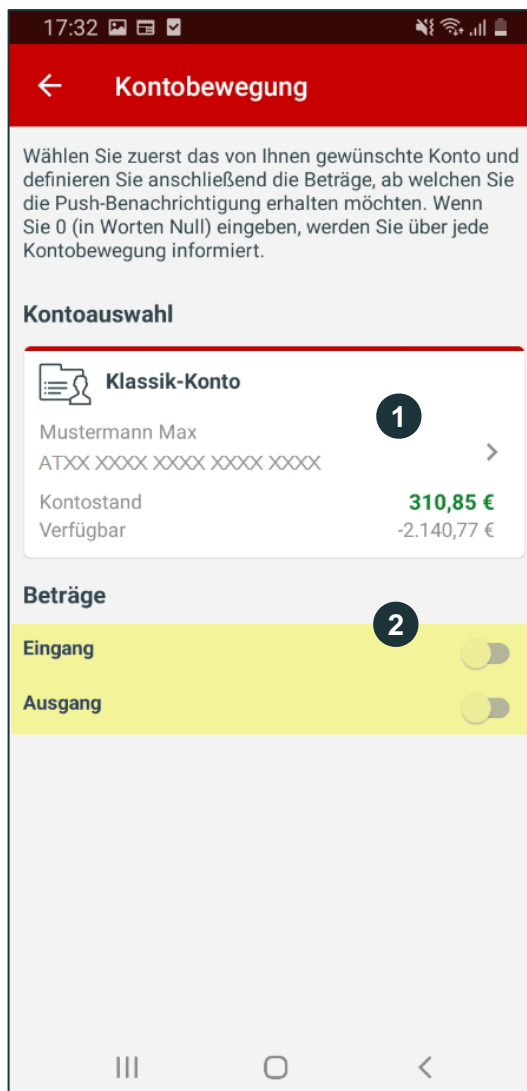 17:32
Kontobewegung
Wählen Sie zuerst das von Ihnen gewünschte Konto und
definieren Sie anschließend die Beträge, ab welchen Sie
die Push-Benachrichtigung erhalten möchten. Wenn
Sie 0 (in Worten Null) eingeben, werden Sie über jede
Kontobewegung informiert.
Kontoauswahl
Klassik-Konto
1
Mustermann Max
ATXX XXXX XXXX XXXX XXXX
Kontostand 310,85 €
Verfügbar -2.140,77 €
Beträge
2
Eingang
Ausgang